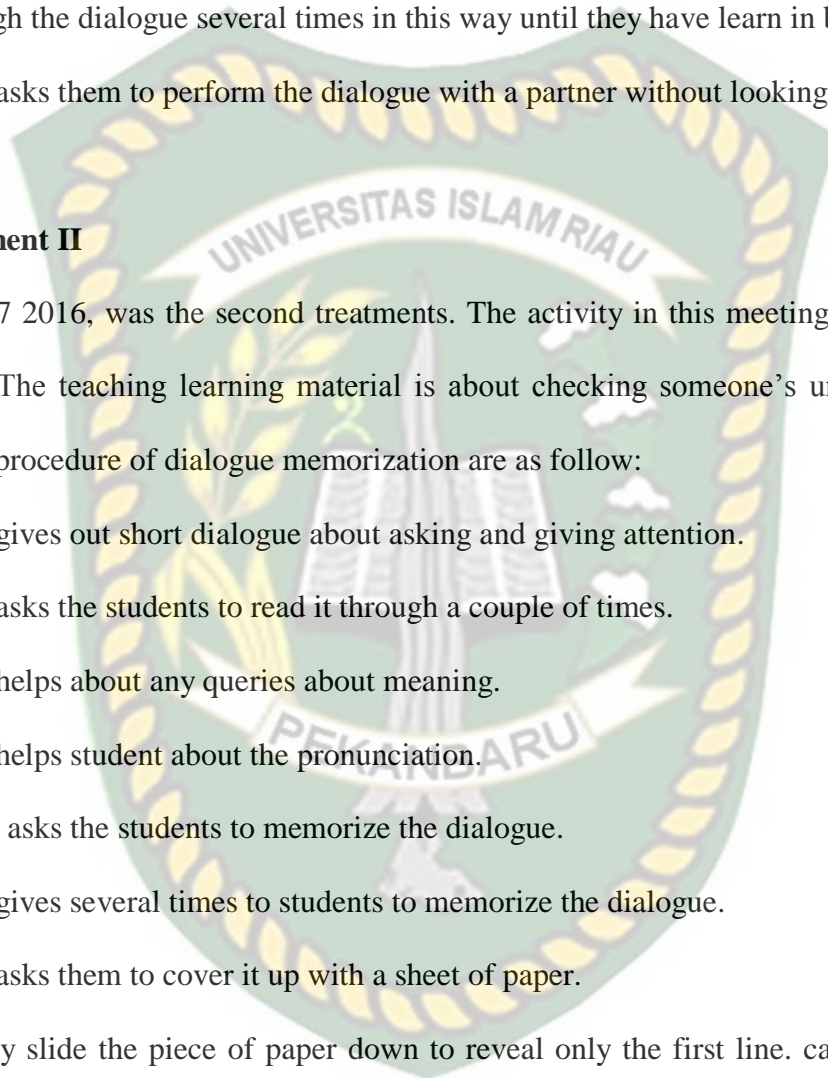 gh the dialogue several times in this way until they have learn in b
asks them to perform the dialogue with a partner without looking
UNIVERSITAS ISLAM RIAU
ment II
7 2016, was the second treatments. The activity in this meeting
The teaching learning material is about checking someone's u
procedure of dialogue memorization are as follow:
gives out short dialogue about asking and giving attention.
asks the students to read it through a couple of times.
helps about any queries about meaning.
PEKANBARU
helps student about the pronunciation.
asks the students to memorize the dialogue.
gives several times to students to memorize the dialogue.
asks them to cover it up with a sheet of paper.
y slide the piece of paper down to reveal only the first line. ca